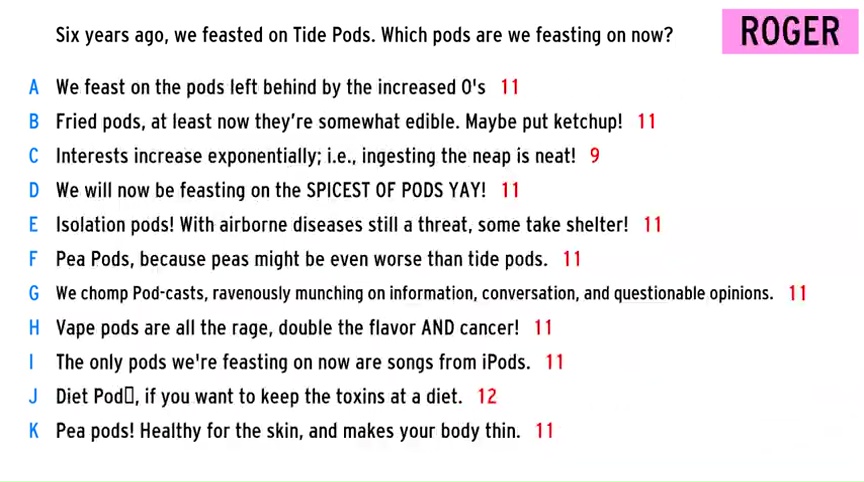 Six years ago, we feasted on Tide Pods. Which pods are we feasting on now?
ROGER
A We feast on the pods left behind by the increased O's 11
B Fried pods, at least now they're somewhat edible. Maybe put ketchup! 11
C Interests increase exponentially; i.e., ingesting the neap is neat! 9
D We will now be feasting on the SPICEST OF PODS YAY! 11
E Isolation pods! With airborne diseases still a threat, some take shelter! 11
F Pea Pods, because peas might be even worse than tide pods. 11
G We chomp Pod-casts, ravenously munching on information, conversation, and questionable opinions. 11
H Vape pods are all the rage, double the flavor AND cancer! 11
I The only pods we're feasting on now are songs from iPods. 11
J Diet Pod▯, if you want to keep the toxins at a diet. 12
K Pea pods! Healthy for the skin, and makes your body thin. 11